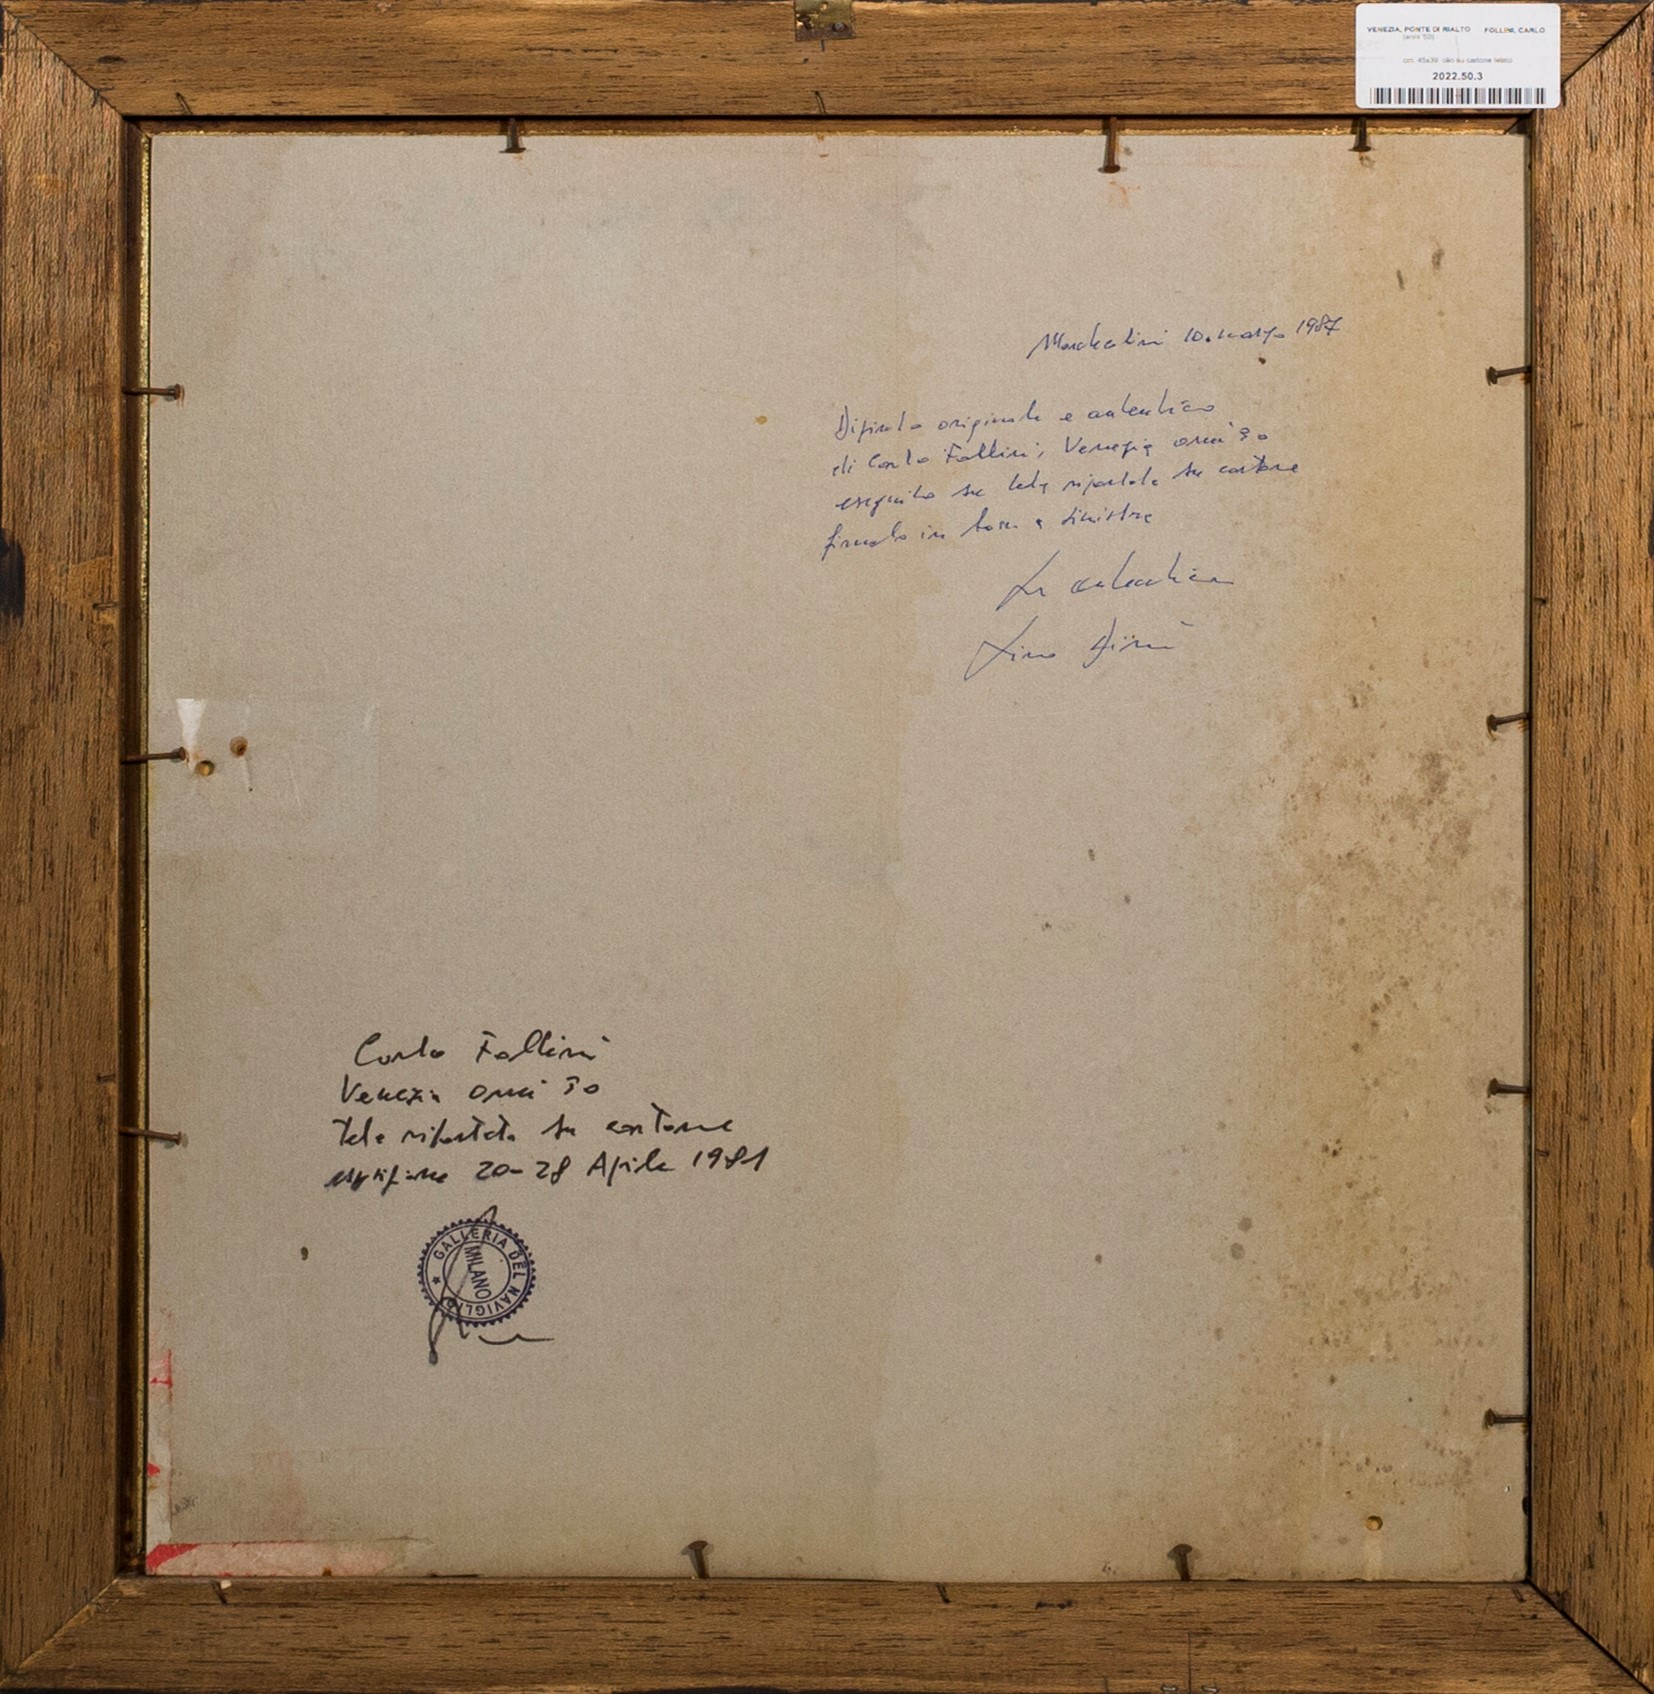 VENEZIA, PONTE DI RIALTO FOLLINI, CARLO
(anni '50)
cm. 45x39 olio su cartone telato
2022.50.3
10 marzo 1987
Dipinto originale e autentico
di Carlo Follini, Venezia anni 50
eseguito su tela riportata su cartone
firmato in basso a sinistra
In autentica
Carlo Follini
Venezia anni 50
tela riportata su cartone
esposizione 20-28 Aprile 1981
GALLERIA DEL NAVIGLIO
MILANO